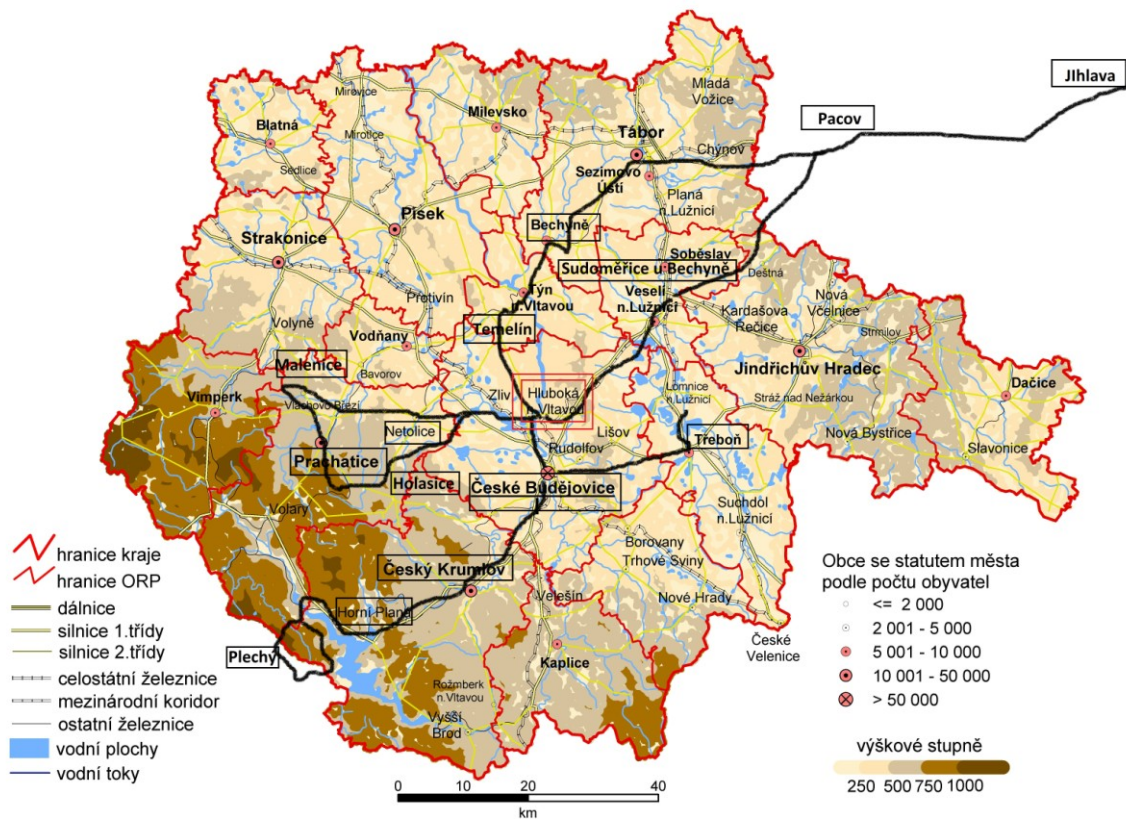 JIhlava
Pacov
Mladá
Vožice
Mirovice
Milevsko
Blatná
Mirotice
Tábor
Chýnov
Sedlice
Sezimovo
Ústí
Planá
n.Lužnicí
Písek
Bechyně
Strakonice
Soběslav
Sudoměřice u Bechyně
Deštná
Týn
n.Vltavou
Veselí
n.Lužnicí
Nová
Včelnice
Protivín
Kardašova
Řečice
Volyně
Temelín
Strmilov
Vodňany
Jindřichův Hradec
Malenice
Bavorov
Dačice
Vimperk
Vlachovo Březí
Zliv
Hluboká
n.Vltavou
Lomnice
n.Lužnicí
Stráž nad Nežárkou
Netolice
Lišov
Nová Bystřice
Třeboň
Rudolfov
Slavonice
Prachatice
Holasice
České Budějovice
Volary
Suchdol
n.Lužnicí
Borovany
Trhové Sviny
Český Krumlov
Velešín
Nové Hrady
Horní Planá
České
Velenice
Plechý
Kaplice
Rožmberk
n.Vltavou
Vyšší
Brod
hranice kraje
hranice ORP
dálnice
silnice 1.třídy
silnice 2.třídy
celostátní železnice
mezinárodní koridor
ostatní železnice
vodní plochy
vodní toky
0 10 20 40
km
Obce se statutem města
podle počtu obyvatel
<= 2 000
2 001 - 5 000
5 001 - 10 000
10 001 - 50 000
> 50 000
výškové stupně
250 500 750 1000